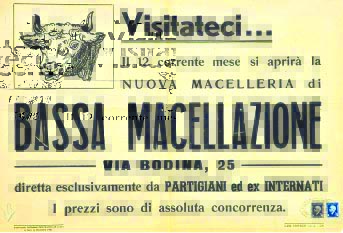 Visitateci...
Il 12 corrente mese si aprirà la
NUOVA MACELLERIA di
BASSA MACELLAZIONE
VIA BODINA, 25
diretta esclusivamente da PARTIGIANI ed ex INTERNATI
I prezzi sono di assoluta concorrenza.